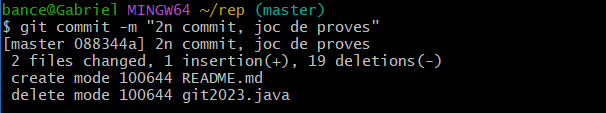 bance@Gabriel MINGW64 ~/rep (master)
$ git commit -m "2n commit, joc de proves"
[master 088344a] 2n commit, joc de proves
 2 files changed, 1 insertion(+), 19 deletions(-)
 create mode 100644 README.md
 delete mode 100644 git2023.java